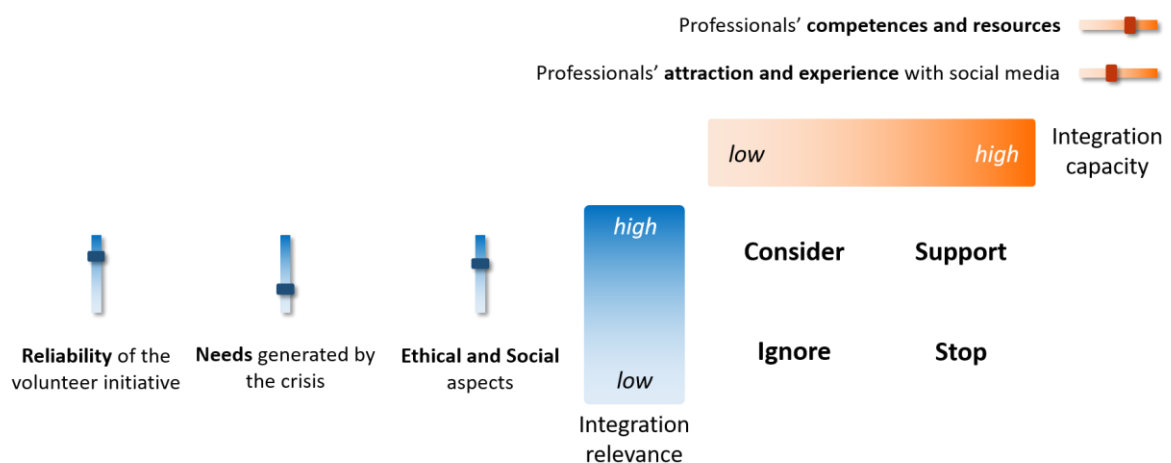 Professionals’ competences and resources
Professionals’ attraction and experience with social media
low
high
Integration
capacity
high
low
Integration
relevance
Consider
Support
Ignore
Stop
Reliability of the
volunteer initiative
Needs generated by
the crisis
Ethical and Social
aspects